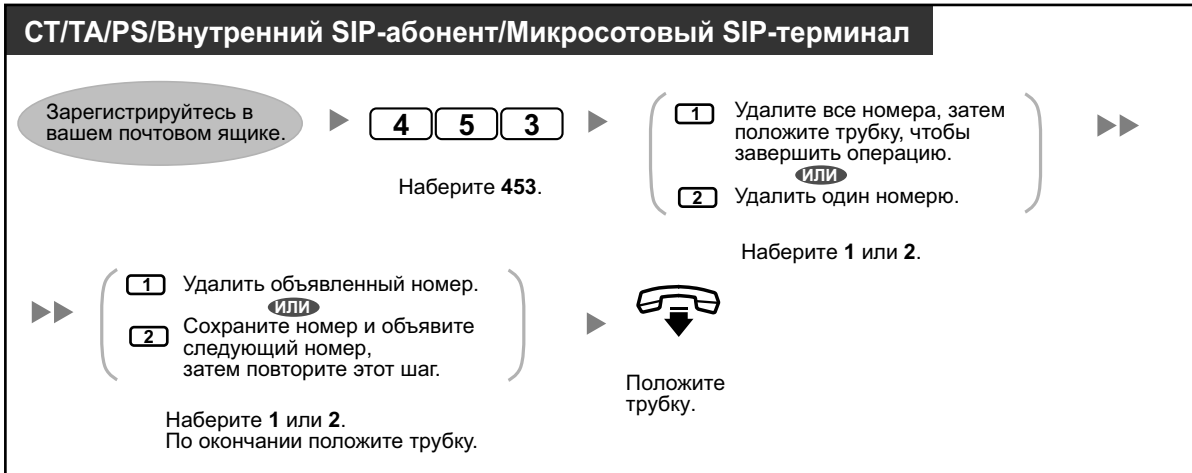 СТ/ТА/PS/Внутренний SIP-абонент/Микросотовый SIP-терминал
Зарегистрируйтесь в
вашем почтовом ящике.
4 5 3
Наберите 453.
1 Удалите все номера, затем
положите трубку, чтобы
завершить операцию.
ИЛИ
2 Удалить один номерю.
Наберите 1 или 2.
1 Удалить объявленный номер.
ИЛИ
2 Сохраните номер и объявите
следующий номер,
затем повторите этот шаг.
Наберите 1 или 2.
По окончании положите трубку.
Положите
трубку.